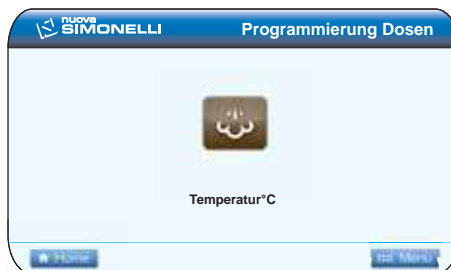 nuova
SIMONELLI
Programmierung Dosen
Temperatur°C
Home
Menu